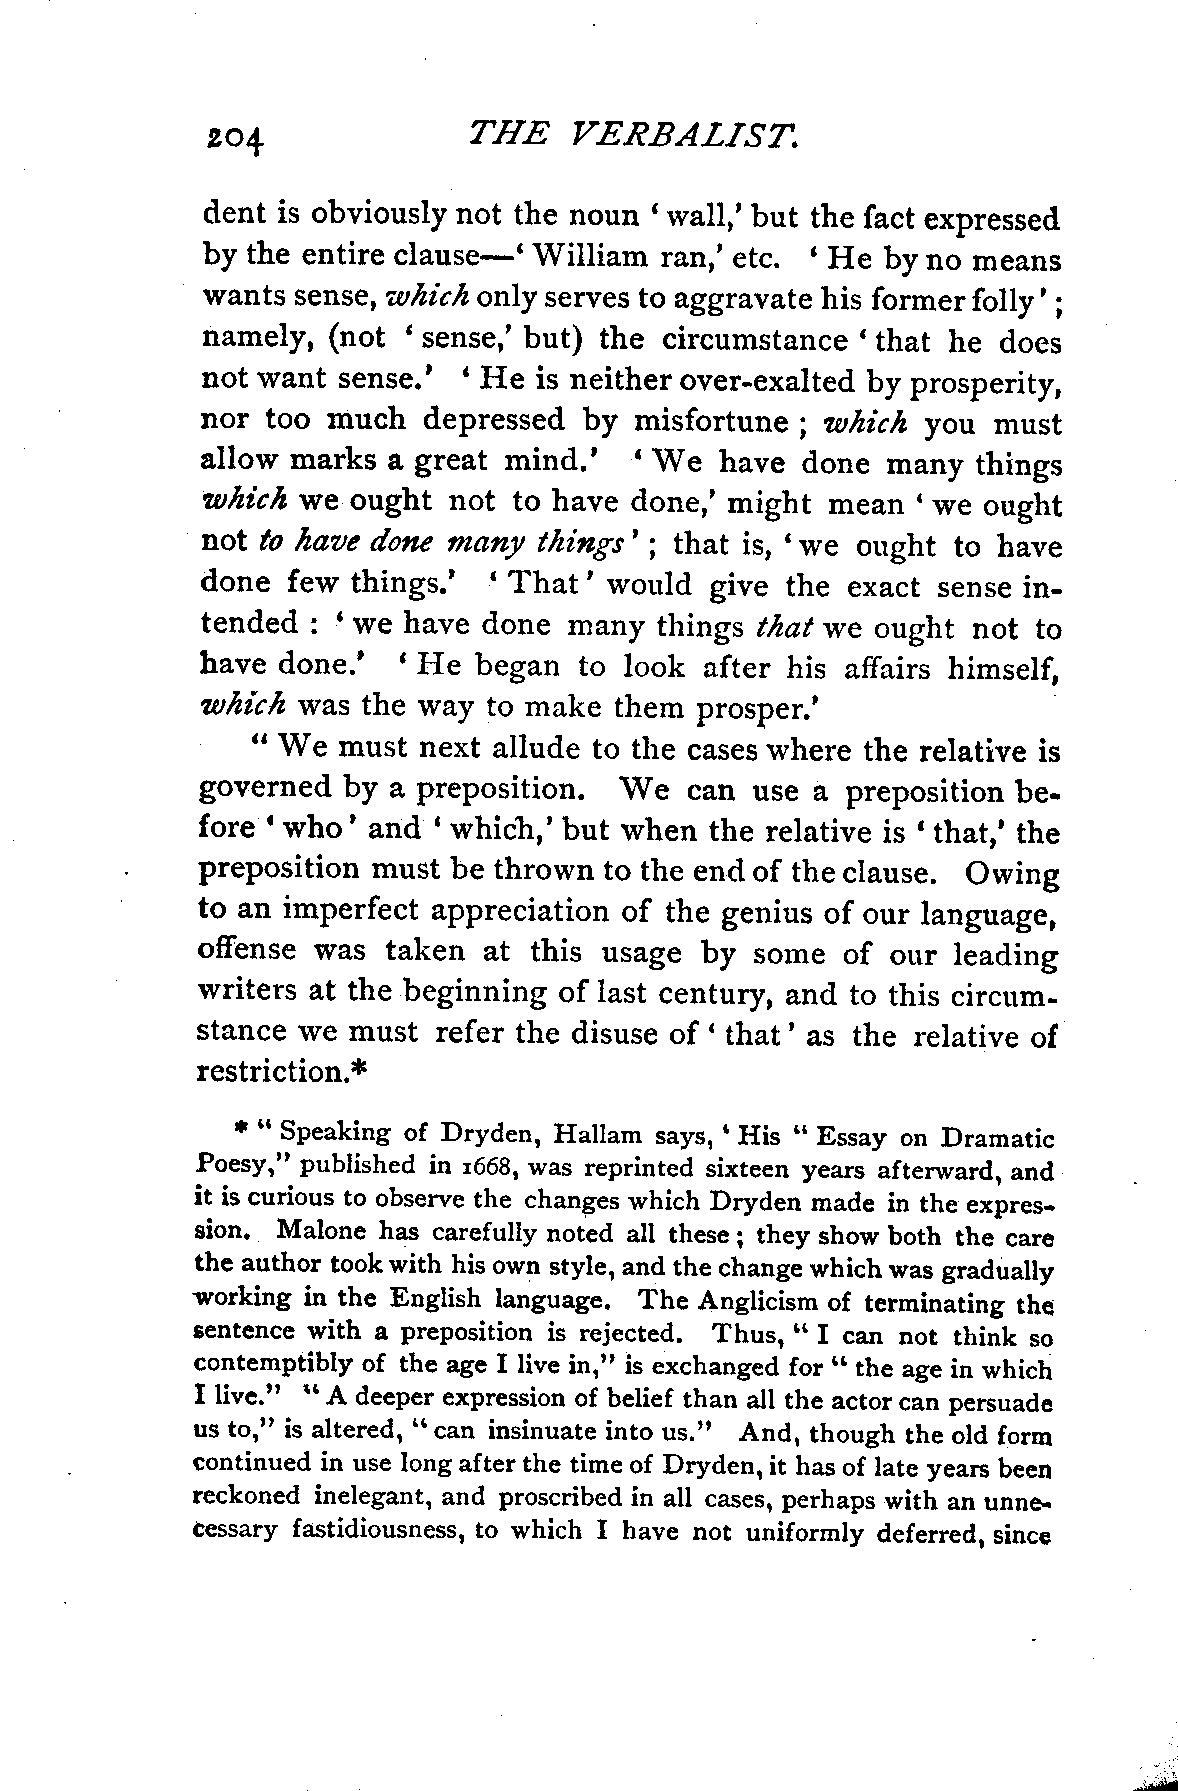 204 THE VERBALIST.
dent is obviously not the noun ‘ wall,’ but the fact expressed
by the entire clause—‘ William ran,’ etc. ‘ He by no means
wants sense, which only serves to aggravate his former folly ’ ;
namely, (not ‘ sense,’ but) the circumstance ‘ that he does
not want sense.’ ‘ He is neither over-exalted by prosperity,
nor too much depressed by misfortune ; which you must
allow marks a great mind.’ ‘ We have done many things
which we ought not to have done,’ might mean ‘ we ought
not to have done many things ’ ; that is, ‘ we ought to have
done few things.’ ‘ That ’ would give the exact sense in-
tended : ‘ we have done many things that we ought not to
have done.’ ‘ He began to look after his affairs himself,
which was the way to make them prosper.’
“ We must next allude to the cases where the relative is
governed by a preposition. We can use a preposition be-
fore ‘ who ’ and ‘ which,’ but when the relative is ‘ that,’ the
preposition must be thrown to the end of the clause. Owing
to an imperfect appreciation of the genius of our language,
offense was taken at this usage by some of our leading
writers at the beginning of last century, and to this circum-
stance we must refer the disuse of ‘ that ’ as the relative of
restriction.*
* “ Speaking of Dryden, Hallam says, ‘ His “ Essay on Dramatic
Poesy,” published in 1668, was reprinted sixteen years afterward, and
it is curious to observe the changes which Dryden made in the expres-
sion. Malone has carefully noted all these ; they show both the care
the author took with his own style, and the change which was gradually
working in the English language. The Anglicism of terminating the
sentence with a preposition is rejected. Thus, “ I can not think so
contemptibly of the age I live in,” is exchanged for “ the age in which
I live.” “ A deeper expression of belief than all the actor can persuade
us to,” is altered, “ can insinuate into us.” And, though the old form
continued in use long after the time of Dryden, it has of late years been
reckoned inelegant, and proscribed in all cases, perhaps with an unne-
cessary fastidiousness, to which I have not uniformly deferred, since